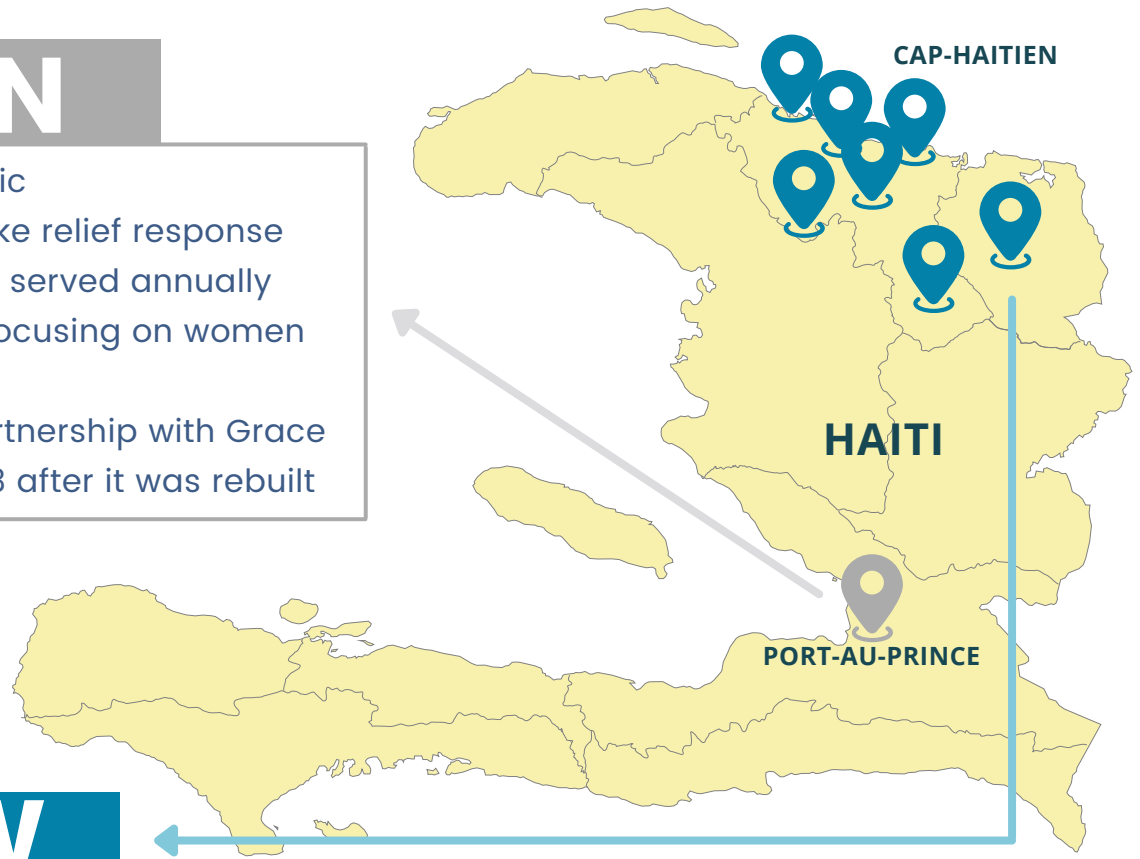 N
ic
ke relief response
served annually
ocusing on women
rtnership with Grace
3 after it was rebuilt
CAP-HAITIEN
HAITI
PORT-AU-PRINCE